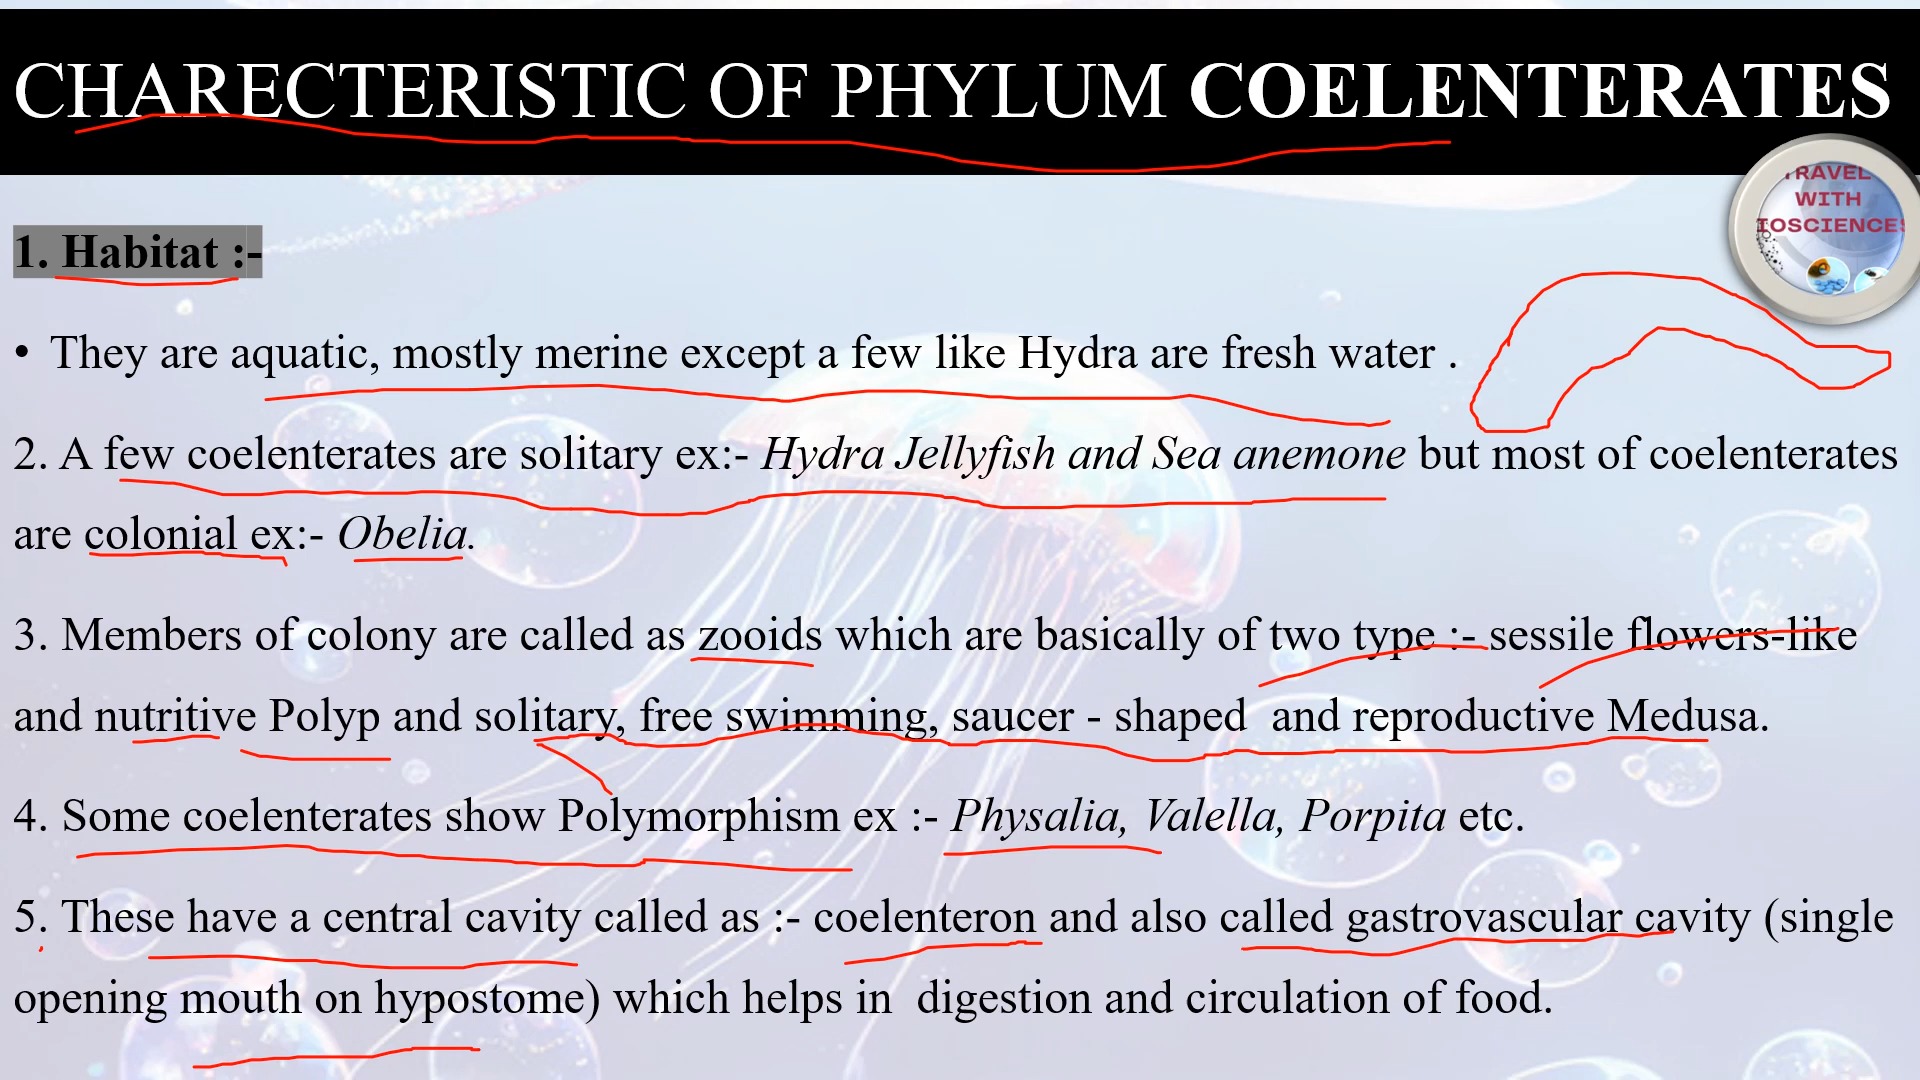 CHARECTERISTIC OF PHYLUM COELENTERATES
TRAVEL
WITH
IOSCIENCES
1. Habitat :-
• They are aquatic, mostly merine except a few like Hydra are fresh water .
2. A few coelenterates are solitary ex:- Hydra Jellyfish and Sea anemone but most of coelenterates
are colonial ex:- Obelia.
3. Members of colony are called as zooids which are basically of two type :- sessile flowers-like
and nutritive Polyp and solitary, free swimming, saucer - shaped and reproductive Medusa.
4. Some coelenterates show Polymorphism ex :- Physalia, Valella, Porpita etc.
5. These have a central cavity called as :- coelenteron and also called gastrovascular cavity (single
opening mouth on hypostome) which helps in digestion and circulation of food.